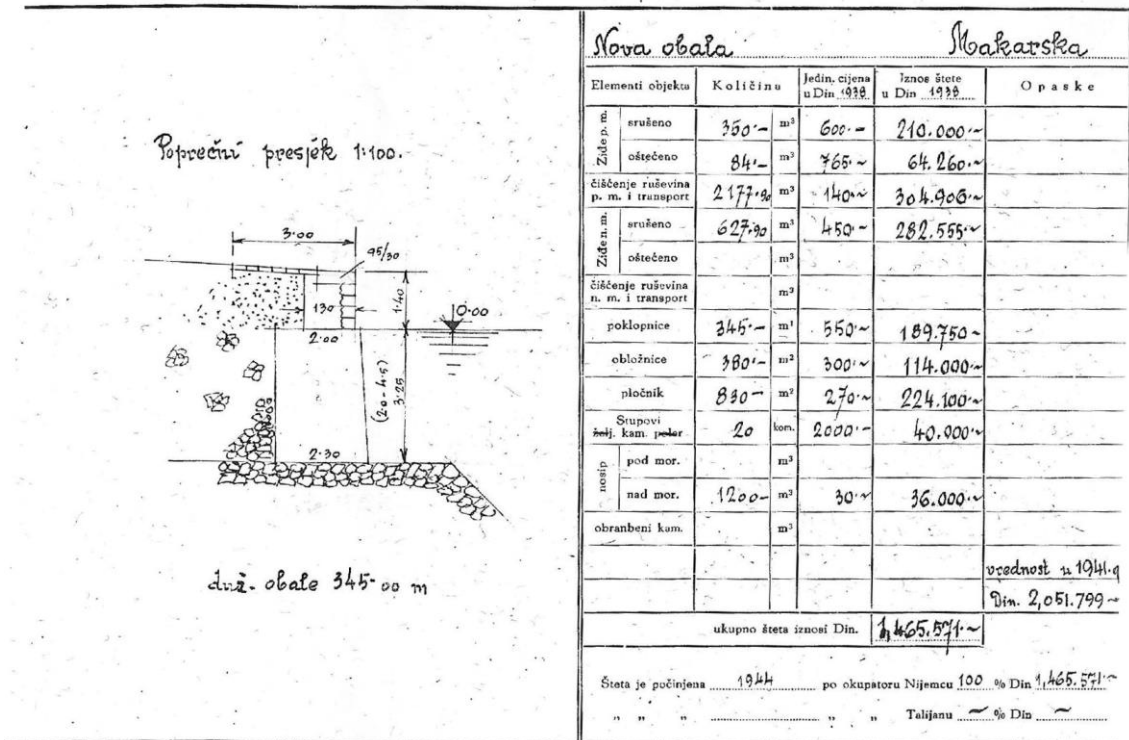 Poprečni presjek 1:100.
3·00
95/30
130
1·40
0·00
2·00
(2·0-4·5)
3·25
2·30
duž. obale 345·00 m
Nova obala Makarska
Elementi objekta Količina Jedin. cijena u Din 1938 Iznos štete u Din 1938 Opaske
Ziđe p. m. srušeno 350·- m³ 600·- 210.000·~
oštećeno 84·- m³ 765·~ 64.260·~
čišćenje ruševina p. m. i transport 2177·90 m³ 140·~ 304.906·~
Ziđe n. m. srušeno 627·90 m³ 450·~ 282.555·~
oštećeno m³
čišćenje ruševina n. m. i transport m³
poklopnice 345·- m¹ 550·~ 189.750·~
obložnice 380·- m² 300·~ 114.000·~
pločnik 830- m² 270·~ 224.100·~
Stupovi želj. kam. poler 20 kom. 2000·- 40.000·~
nosip pod mor. m³
nad mor. 1200- m³ 30·~ 36.000·~
obranbeni kam. m³
vrednost u 1941.g
Din. 2,051.799~
ukupno šteta iznosi Din. 1,465.571·~
Šteta je počinjena 1944 po okupatoru Nijemcu 100 % Din 1,465.571·~
" " " " " Talijanu ~ % Din ~